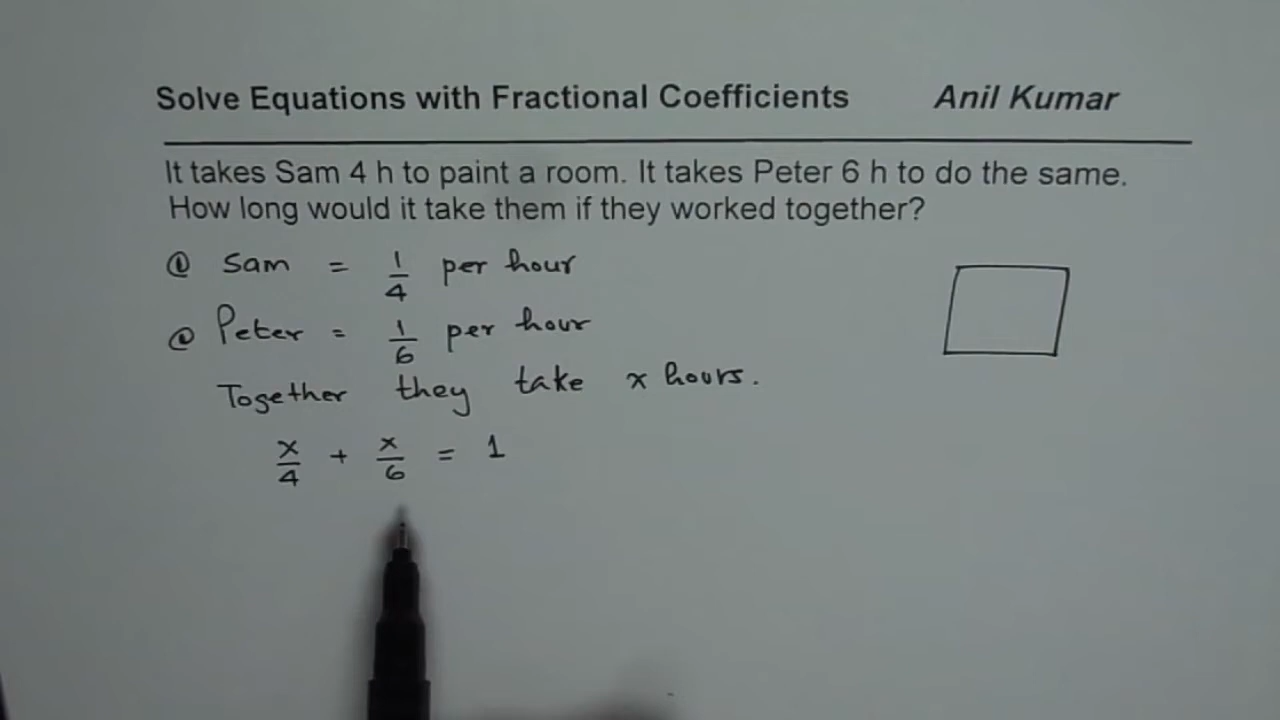 Solve Equations with Fractional Coefficients Anil Kumar
It takes Sam 4 h to paint a room. It takes Peter 6 h to do the same.
How long would it take them if they worked together?
@ Sam = 1/4 per hour
@ Peter = 1/6 per hour
Together they take x hours.
x/4 + x/6 = 1